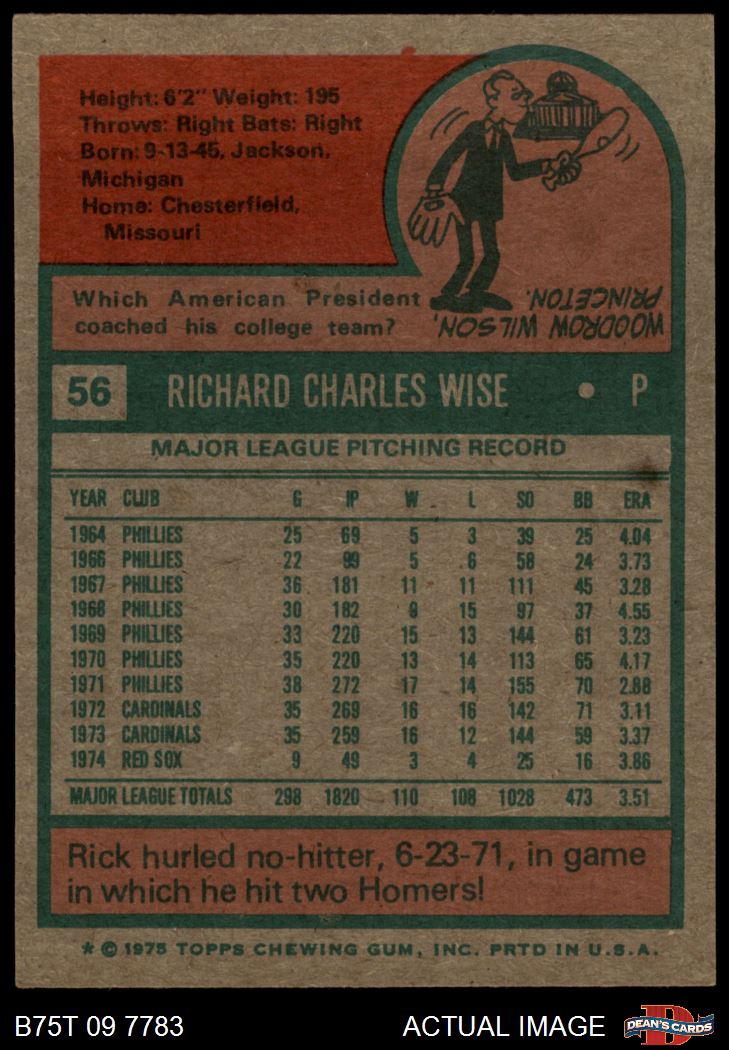 Height: 6'2" Weight: 195
Throws: Right Bats: Right
Born: 9-13-45, Jackson,
Michigan
Home: Chesterfield,
Missouri
Which American President
coached his college team?
WOODROW WILSON,
PRINCETON.
56 RICHARD CHARLES WISE • P
MAJOR LEAGUE PITCHING RECORD
YEAR CLUB G IP W L SO BB ERA
1964 PHILLIES 25 69 5 3 39 25 4.04
1966 PHILLIES 22 99 5 6 58 24 3.73
1967 PHILLIES 36 181 11 11 111 45 3.28
1968 PHILLIES 30 182 9 15 97 37 4.55
1969 PHILLIES 33 220 15 13 144 61 3.23
1970 PHILLIES 35 220 13 14 113 65 4.17
1971 PHILLIES 38 272 17 14 155 70 2.88
1972 CARDINALS 35 269 16 16 142 71 3.11
1973 CARDINALS 35 259 16 12 144 59 3.37
1974 RED SOX 9 49 3 4 25 16 3.86
MAJOR LEAGUE TOTALS 298 1820 110 108 1028 473 3.51
Rick hurled no-hitter, 6-23-71, in game
in which he hit two Homers!
* © 1975 TOPPS CHEWING GUM, INC. PRTD IN U.S.A.
B75T 09 7783 ACTUAL IMAGE DEAN'S CARDS